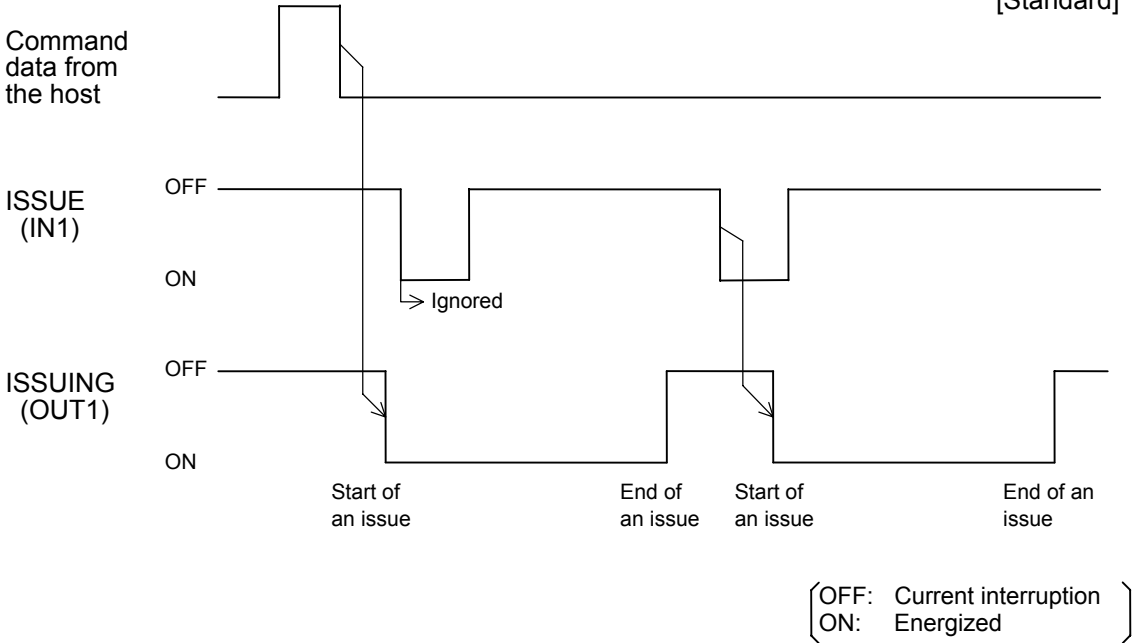 [Standard]
Command
data from
the host
ISSUE
(IN1)
OFF
ON
Ignored
ISSUING
(OUT1)
OFF
ON
Start of
an issue
End of
an issue
Start of
an issue
End of an
issue
OFF: Current interruption
ON: Energized